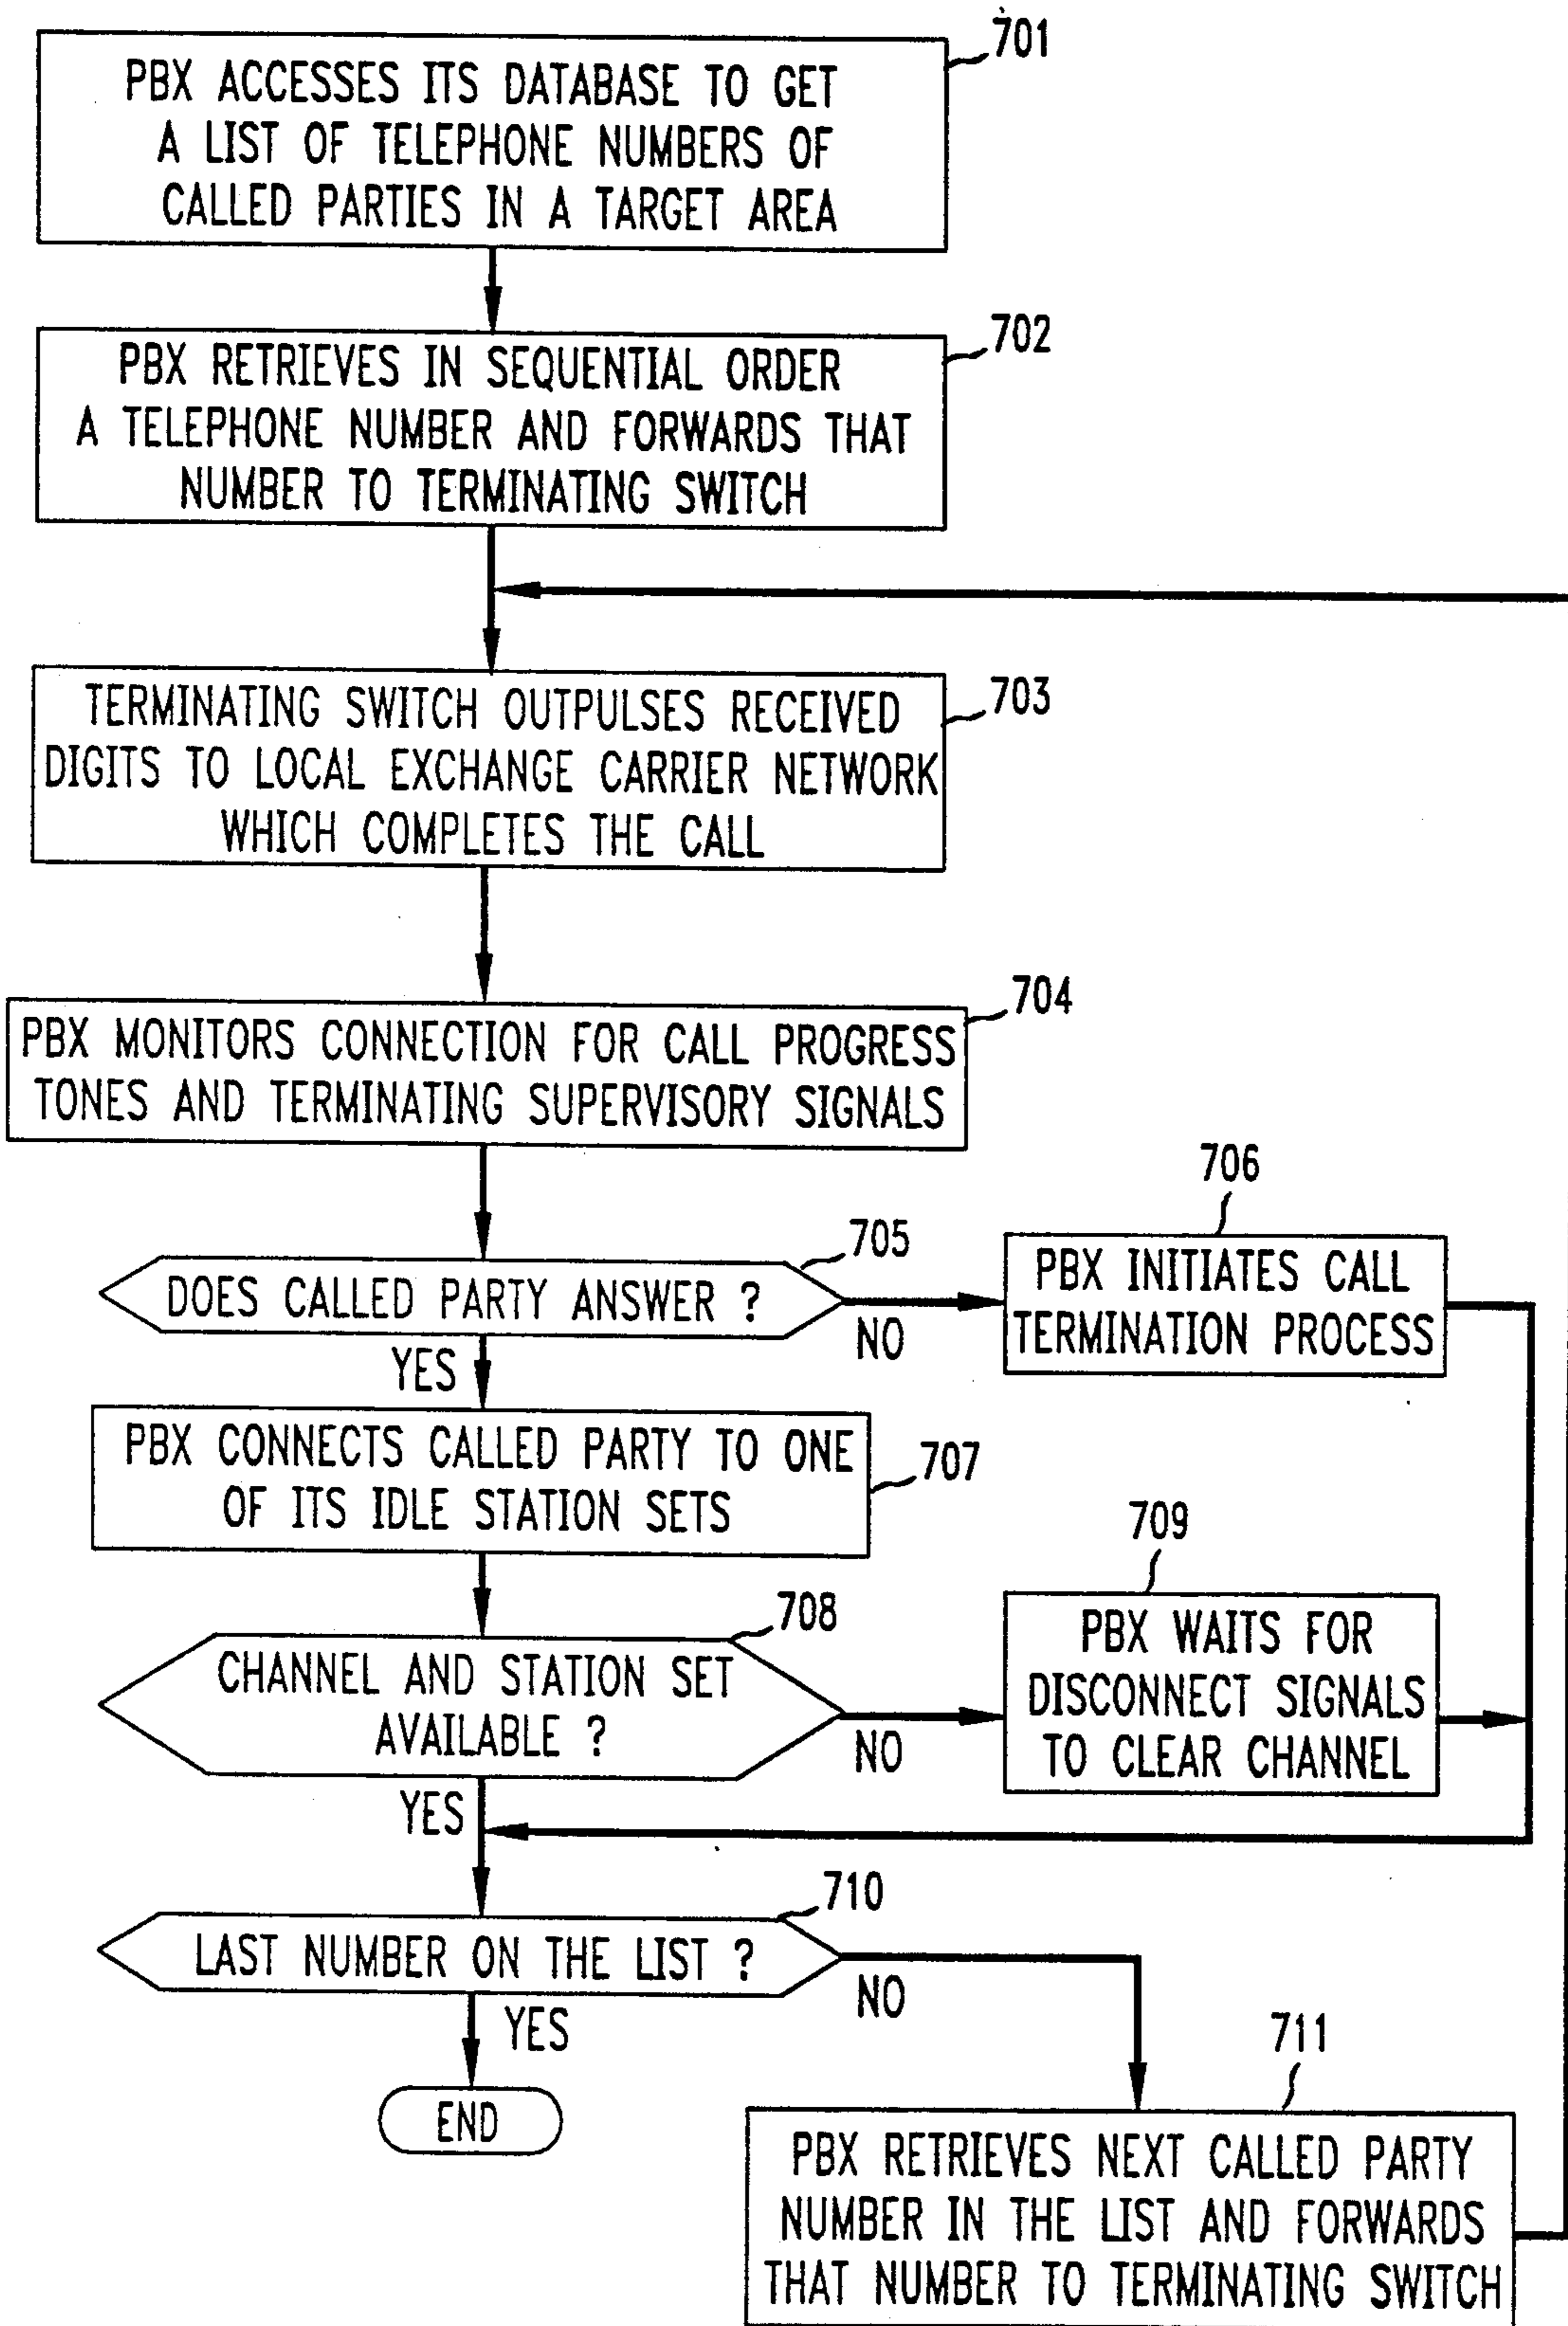 701
PBX ACCESSES ITS DATABASE TO GET
A LIST OF TELEPHONE NUMBERS OF
CALLED PARTIES IN A TARGET AREA
702
PBX RETRIEVES IN SEQUENTIAL ORDER
A TELEPHONE NUMBER AND FORWARDS THAT
NUMBER TO TERMINATING SWITCH
703
TERMINATING SWITCH OUTPULSES RECEIVED
DIGITS TO LOCAL EXCHANGE CARRIER NETWORK
WHICH COMPLETES THE CALL
704
PBX MONITORS CONNECTION FOR CALL PROGRESS
TONES AND TERMINATING SUPERVISORY SIGNALS
705
DOES CALLED PARTY ANSWER ?
NO
YES
706
PBX INITIATES CALL
TERMINATION PROCESS
707
PBX CONNECTS CALLED PARTY TO ONE
OF ITS IDLE STATION SETS
708
CHANNEL AND STATION SET
AVAILABLE ?
NO
YES
709
PBX WAITS FOR
DISCONNECT SIGNALS
TO CLEAR CHANNEL
710
LAST NUMBER ON THE LIST ?
NO
YES
END
711
PBX RETRIEVES NEXT CALLED PARTY
NUMBER IN THE LIST AND FORWARDS
THAT NUMBER TO TERMINATING SWITCH